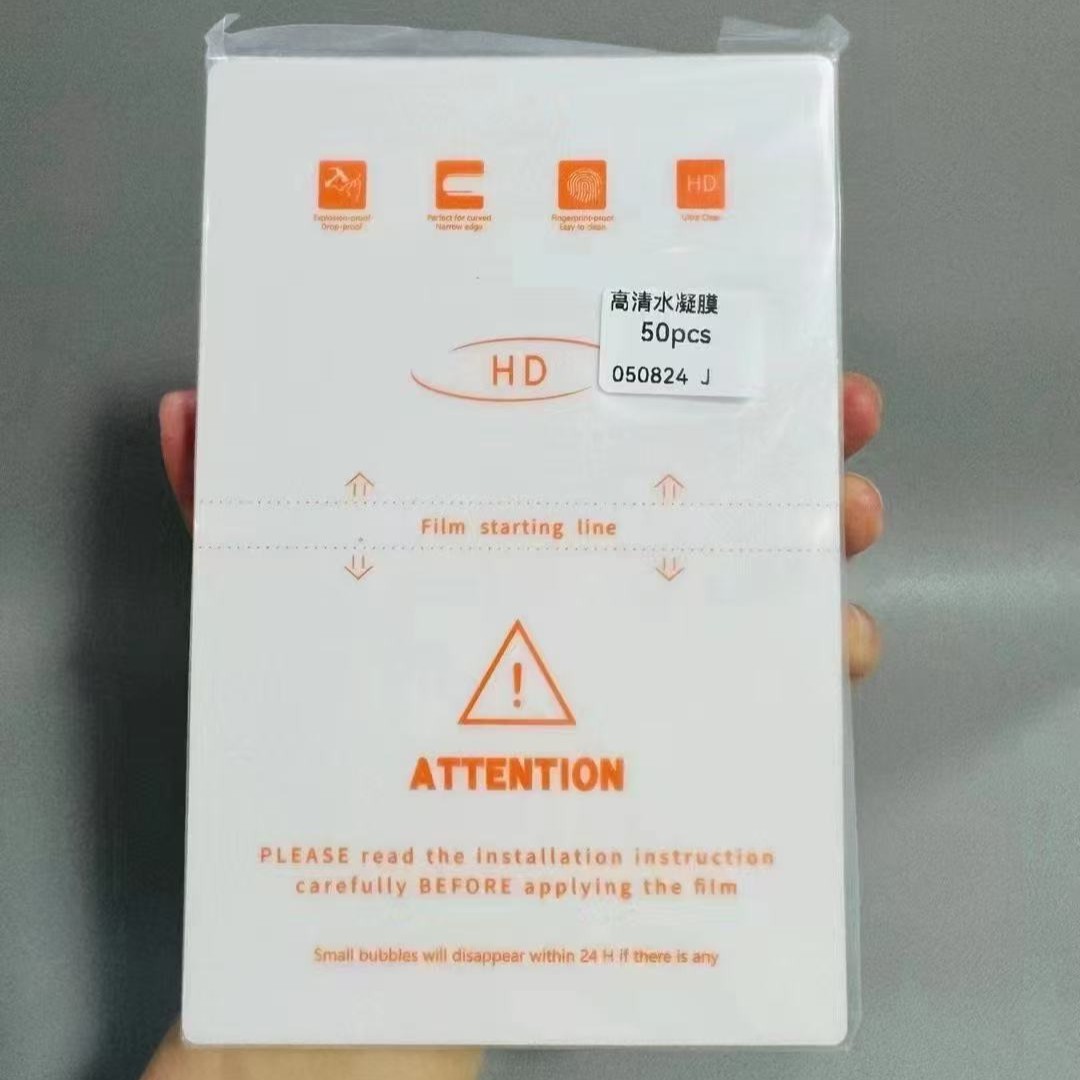 Explosion-proof
Drop-proof
Perfect for curved
Narrow edge
Fingerprint-proof
Easy to clean
HD
Ultra Clear
高清水凝膜
50pcs
050824 J
HD
Film starting line
!
ATTENTION
PLEASE read the installation instruction
carefully BEFORE applying the film
Small bubbles will disappear within 24 H if there is any